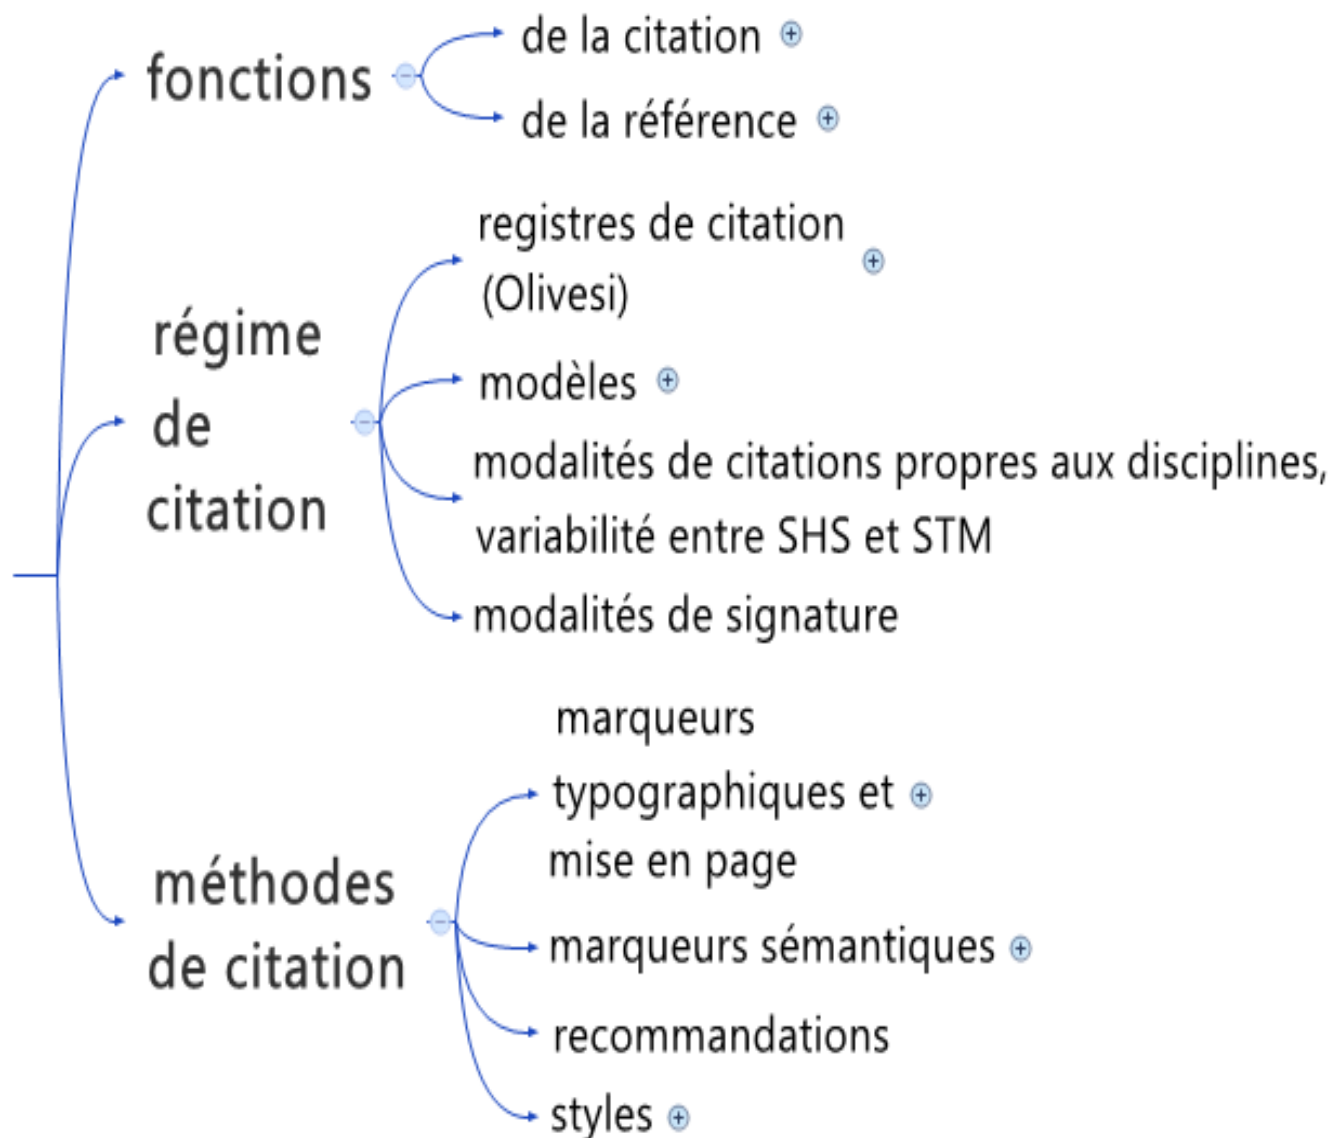 fonctions
de la citation
de la référence
régime
de
citation
registres de citation
(Olivesi)
modèles
modalités de citations propres aux disciplines,
variabilité entre SHS et STM
modalités de signature
méthodes
de citation
marqueurs
typographiques et
mise en page
marqueurs sémantiques
recommandations
styles